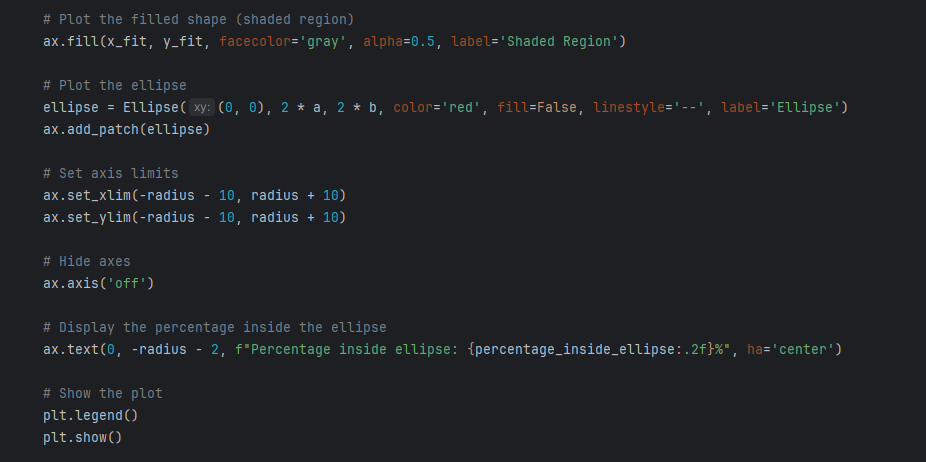 # Plot the filled shape (shaded region)
ax.fill(x_fit, y_fit, facecolor='gray', alpha=0.5, label='Shaded Region')
# Plot the ellipse
ellipse = Ellipse( xy: (0, 0), 2 * a, 2 * b, color='red', fill=False, linestyle='--', label='Ellipse')
ax.add_patch(ellipse)
# Set axis limits
ax.set_xlim(-radius - 10, radius + 10)
ax.set_ylim(-radius - 10, radius + 10)
# Hide axes
ax.axis('off')
# Display the percentage inside the ellipse
ax.text(0, -radius - 2, f"Percentage inside ellipse: {percentage_inside_ellipse:.2f}%", ha='center')
# Show the plot
plt.legend()
plt.show()